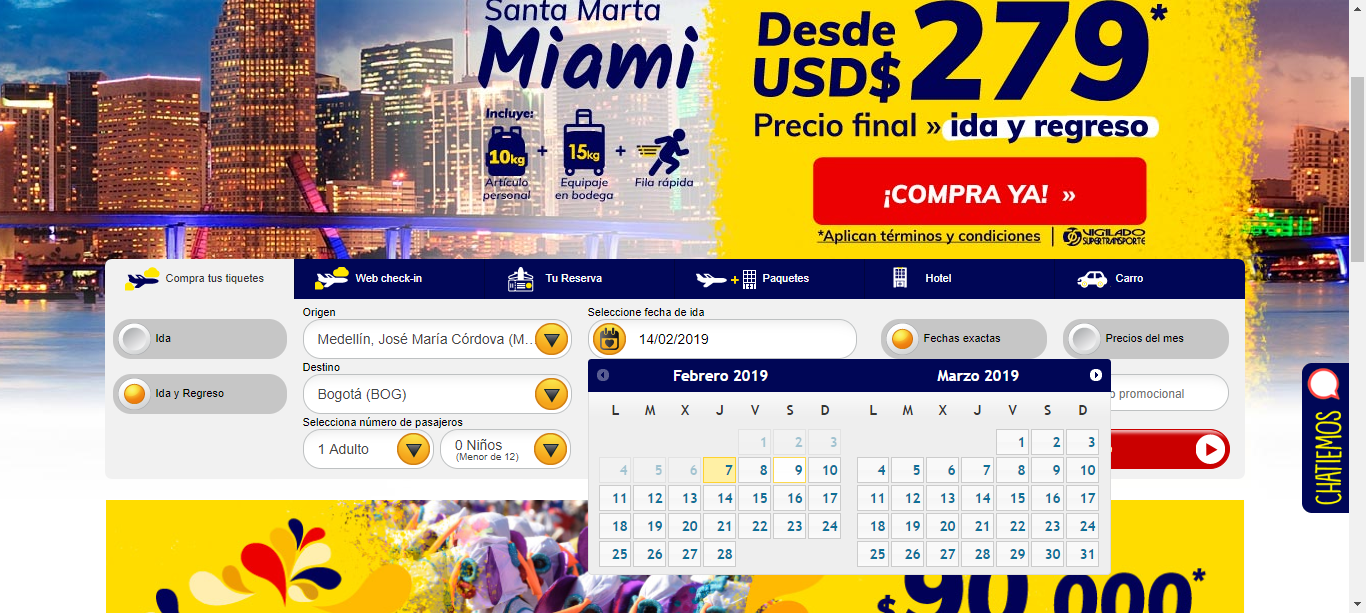 Santa Marta
Miami
Incluye:
10kg + 15kg +
Artículo personal
Equipaje en bodega
Fila rápida
Desde
USD$279*
Precio final » ida y regreso
¡COMPRA YA! »
*Aplican términos y condiciones | VIGILADO SUPERTRANSPORTE
Compra tus tiquetes
Web check-in
Tu Reserva
Paquetes
Hotel
Carro
Ida
Ida y Regreso
Origen
Medellín, José María Córdova (M...
Destino
Bogotá (BOG)
Selecciona número de pasajeros
1 Adulto
0 Niños
(Menor de 12)
Seleccione fecha de ida
14/02/2019
Fechas exactas
Precios del mes
promocional
Febrero 2019
L M X J V S D
1 2 3
4 5 6 7 8 9 10
11 12 13 14 15 16 17
18 19 20 21 22 23 24
25 26 27 28
Marzo 2019
L M X J V S D
1 2 3
4 5 6 7 8 9 10
11 12 13 14 15 16 17
18 19 20 21 22 23 24
25 26 27 28 29 30 31
CHATIEMOS
$90.000*